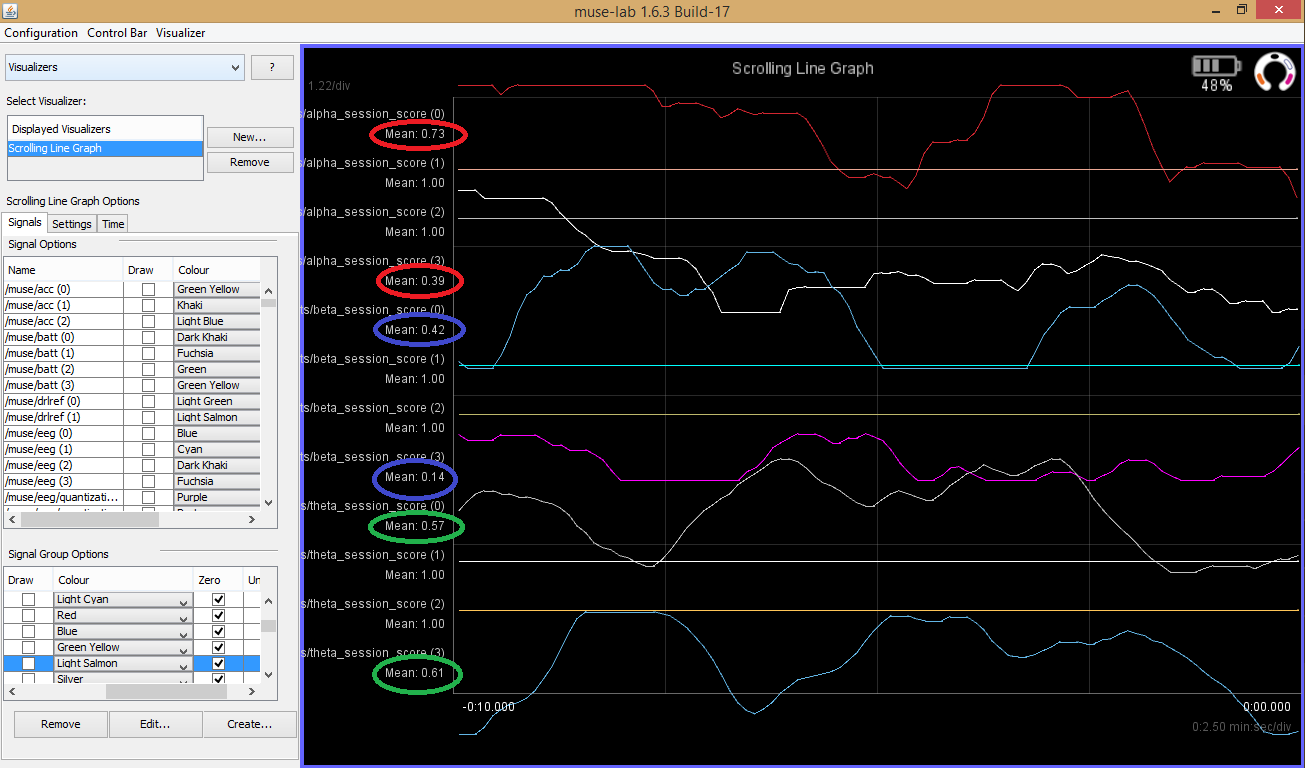 muse-lab 1.6.3 Build-17
Configuration Control Bar Visualizer
Visualizers
?
Select Visualizer:
Displayed Visualizers
Scrolling Line Graph
New...
Remove
Scrolling Line Graph Options
Signals Settings Time
Signal Options
Name Draw Colour
/muse/acc (0) Green Yellow
/muse/acc (1) Khaki
/muse/acc (2) Light Blue
/muse/batt (0) Dark Khaki
/muse/batt (1) Fuchsia
/muse/batt (2) Green
/muse/batt (3) Green Yellow
/muse/drlref (0) Light Green
/muse/drlref (1) Light Salmon
/muse/eeg (0) Blue
/muse/eeg (1) Cyan
/muse/eeg (2) Dark Khaki
/muse/eeg (3) Fuchsia
/muse/eeg/quantizati... Purple
Signal Group Options
Draw Colour Zero Un
Light Cyan
Red
Blue
Green Yellow
Light Salmon
Silver
Remove Edit... Create...
Scrolling Line Graph
48%
1.22/div
s/alpha_session_score (0)
Mean: 0.73
s/alpha_session_score (1)
Mean: 1.00
s/alpha_session_score (2)
Mean: 1.00
s/alpha_session_score (3)
Mean: 0.39
ts/beta_session_score (0)
Mean: 0.42
ts/beta_session_score (1)
Mean: 1.00
ts/beta_session_score (2)
Mean: 1.00
ts/beta_session_score (3)
Mean: 0.14
s/theta_session_score (0)
Mean: 0.57
s/theta_session_score (1)
Mean: 1.00
s/theta_session_score (2)
Mean: 1.00
s/theta_session_score (3)
Mean: 0.61
-0:10.000 0:00.000
0:2.50 min:sec/div